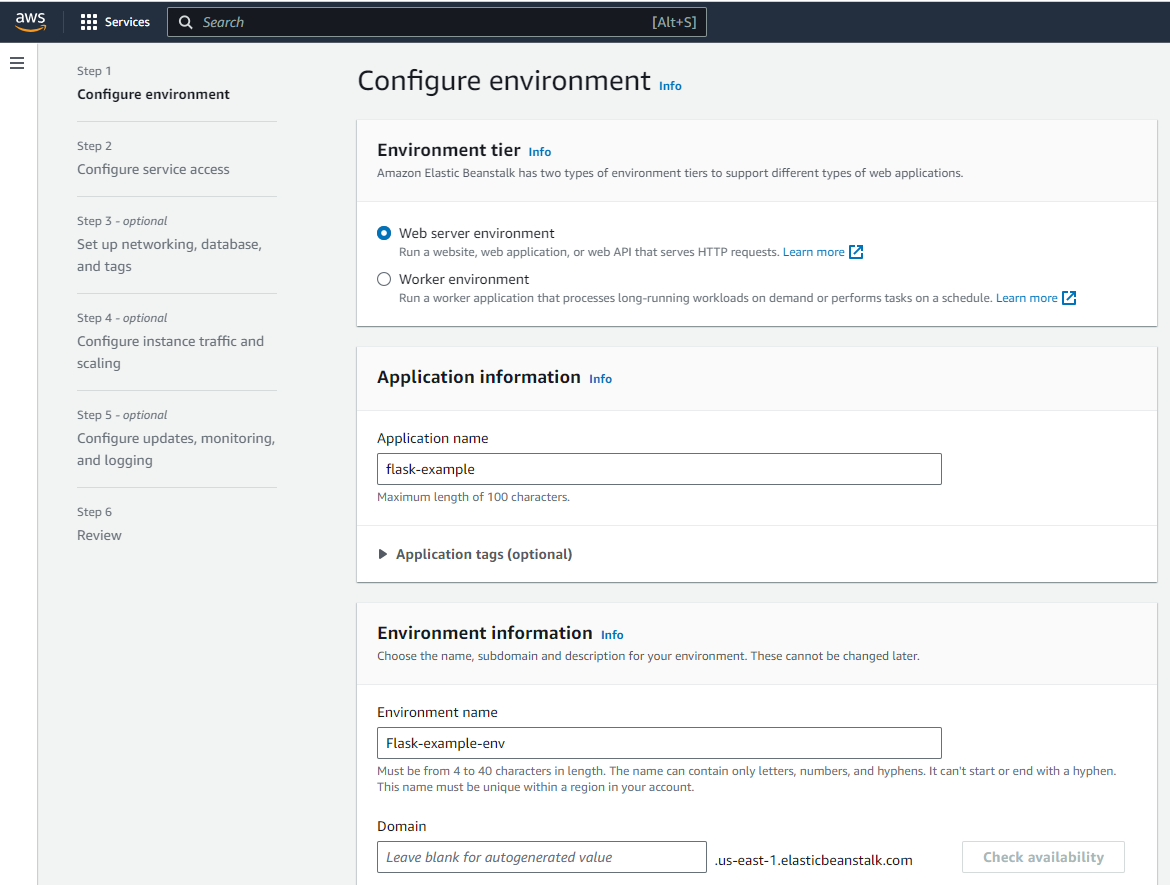 aws
Services
Search
[Alt+S]
Step 1
Configure environment
Step 2
Configure service access
Step 3 - optional
Set up networking, database,
and tags
Step 4 - optional
Configure instance traffic and
scaling
Step 5 - optional
Configure updates, monitoring,
and logging
Step 6
Review
Configure environment Info
Environment tier Info
Amazon Elastic Beanstalk has two types of environment tiers to support different types of web applications.
Web server environment
Run a website, web application, or web API that serves HTTP requests. Learn more
Worker environment
Run a worker application that processes long-running workloads on demand or performs tasks on a schedule. Learn more
Application information Info
Application name
flask-example
Maximum length of 100 characters.
Application tags (optional)
Environment information Info
Choose the name, subdomain and description for your environment. These cannot be changed later.
Environment name
Flask-example-env
Must be from 4 to 40 characters in length. The name can contain only letters, numbers, and hyphens. It can't start or end with a hyphen.
This name must be unique within a region in your account.
Domain
Leave blank for autogenerated value
.us-east-1.elasticbeanstalk.com
Check availability